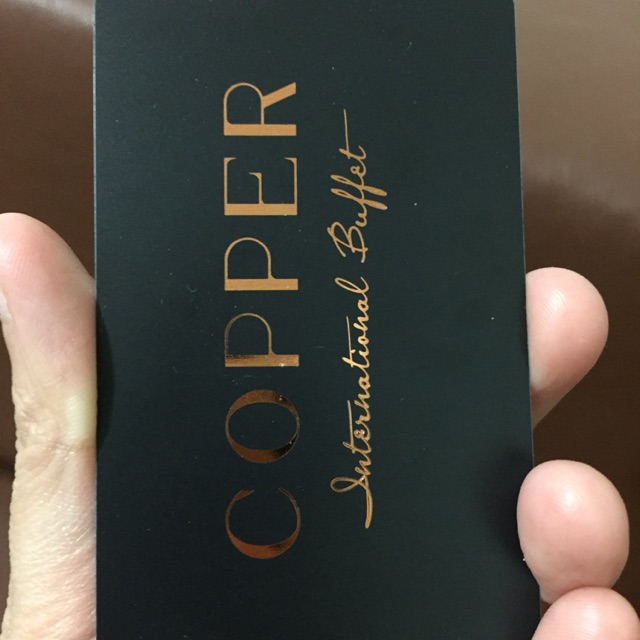 COPPER
International Buffet